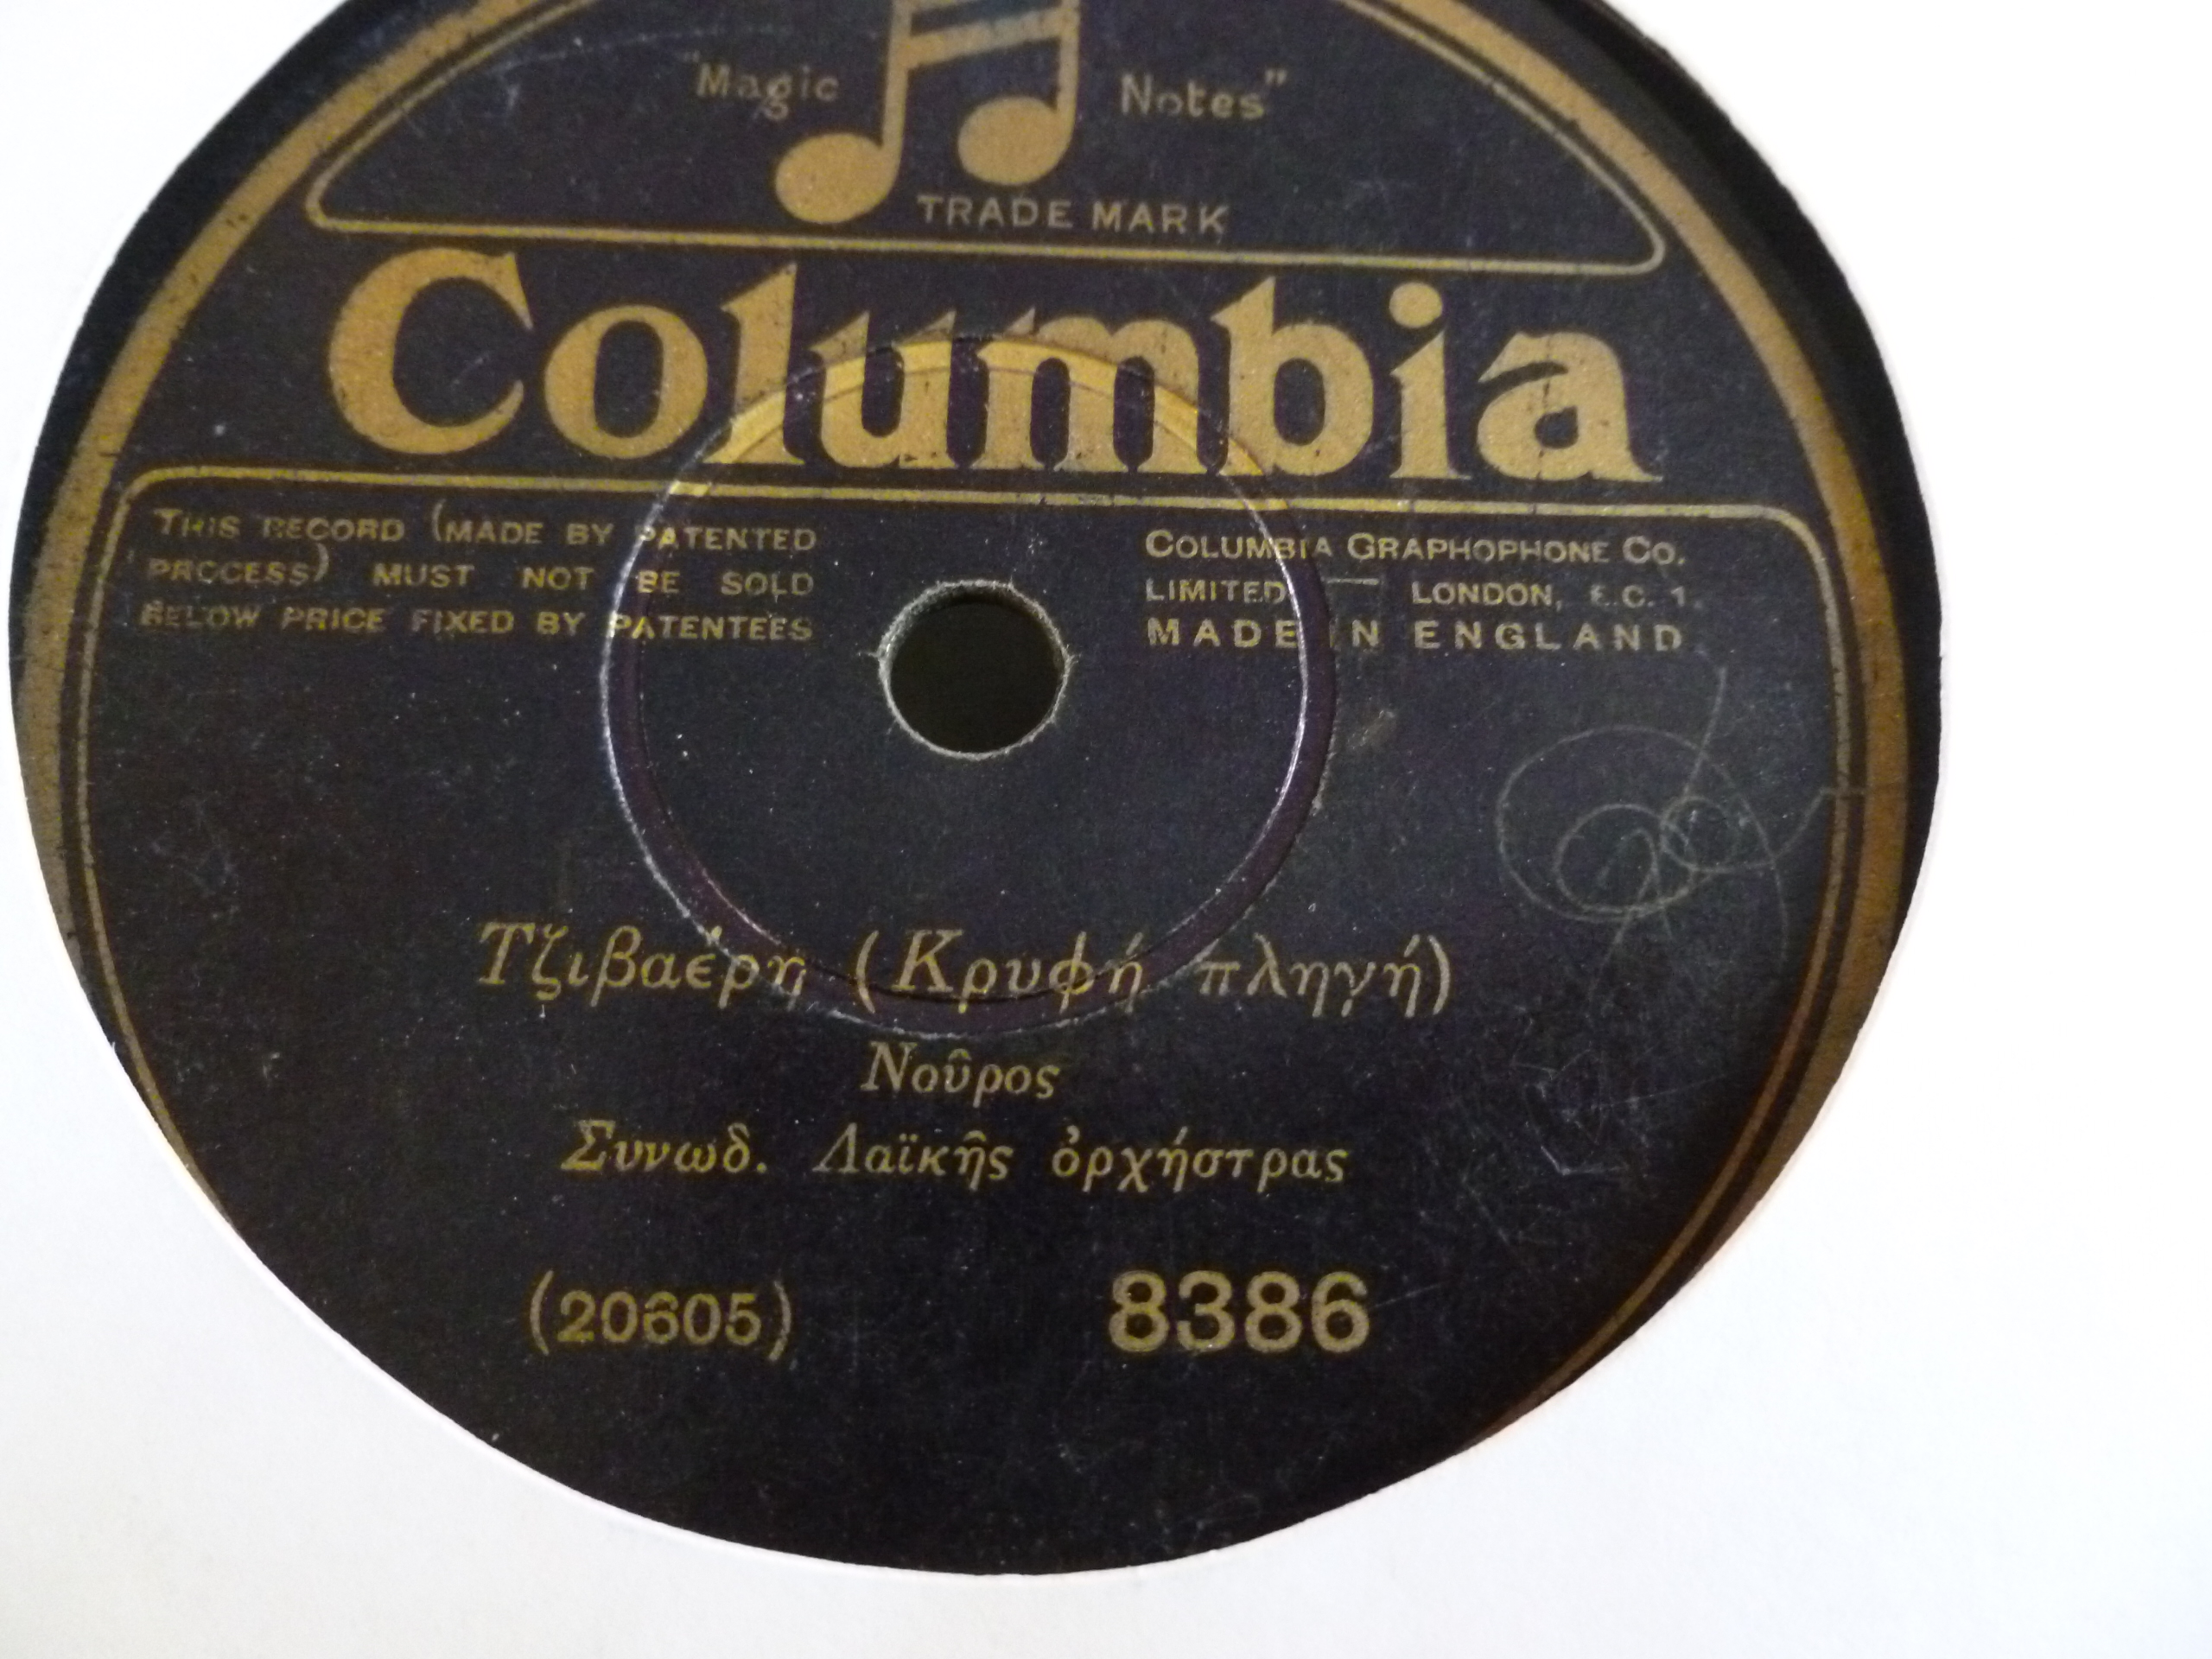 "Magic Notes"
TRADE MARK
Columbia
THIS RECORD (MADE BY PATENTED
PROCESS) MUST NOT BE SOLD
BELOW PRICE FIXED BY PATENTEES
COLUMBIA GRAPHOPHONE CO.
LIMITED — LONDON, E.C. 1.
MADE IN ENGLAND
Τζιβαέρη (Κρυφή πληγή)
Νοῦρος
Συνωδ. Λαϊκῆς ὀρχήστρας
(20605) 8386